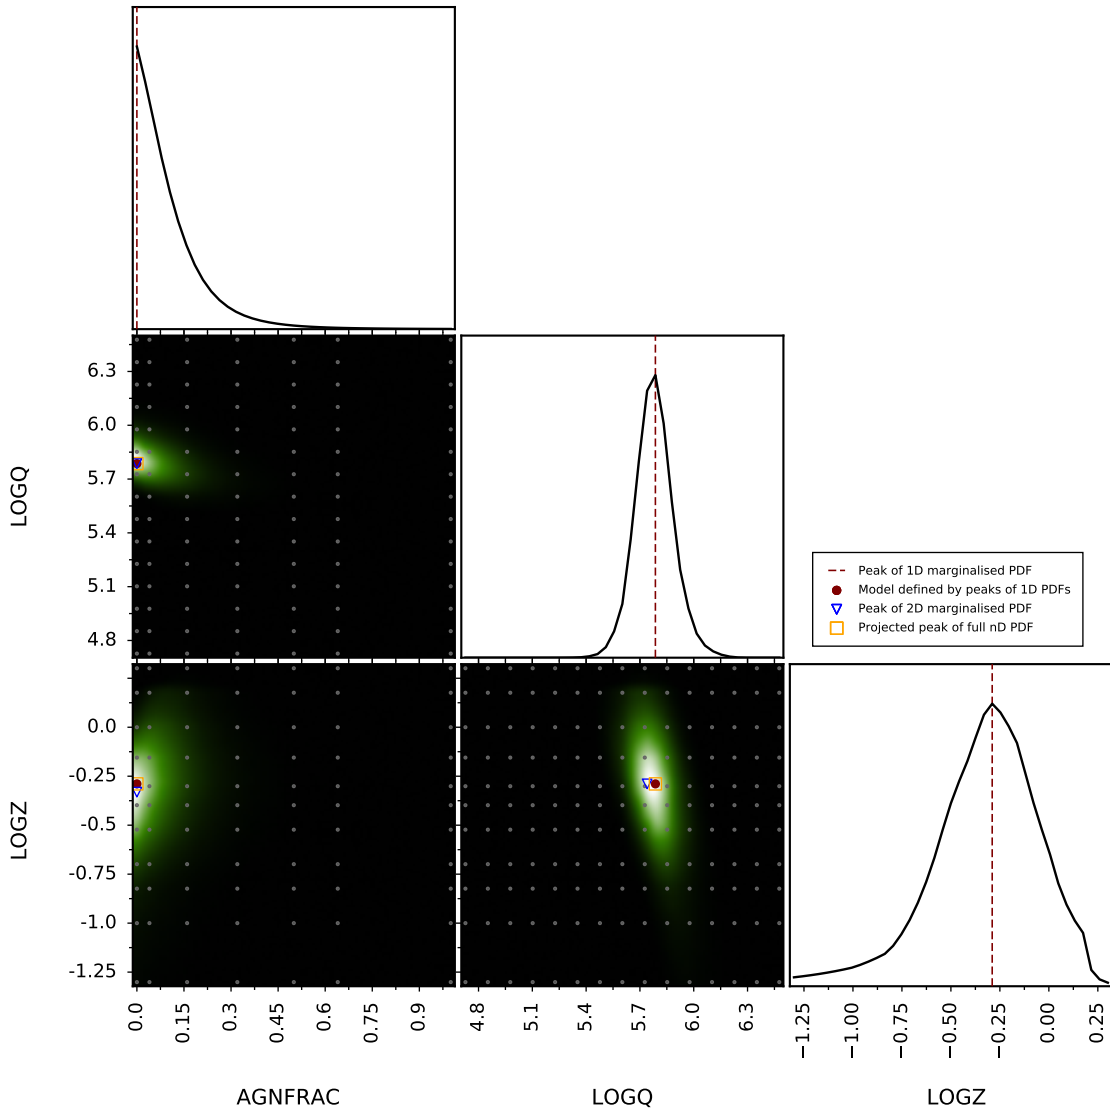 6.3
6.0
5.7
5.4
5.1
4.8
LOGQ
Peak of 1D marginalised PDF
Model defined by peaks of 1D PDFs
Peak of 2D marginalised PDF
Projected peak of full nD PDF
0.0
-0.25
-0.5
-0.75
-1.0
-1.25
LOGZ
0.0 0.15 0.3 0.45 0.6 0.75 0.9
4.8 5.1 5.4 5.7 6.0 6.3
−1.25 −1.00 −0.75 −0.50 −0.25 0.00 0.25
AGNFRAC LOGQ LOGZ